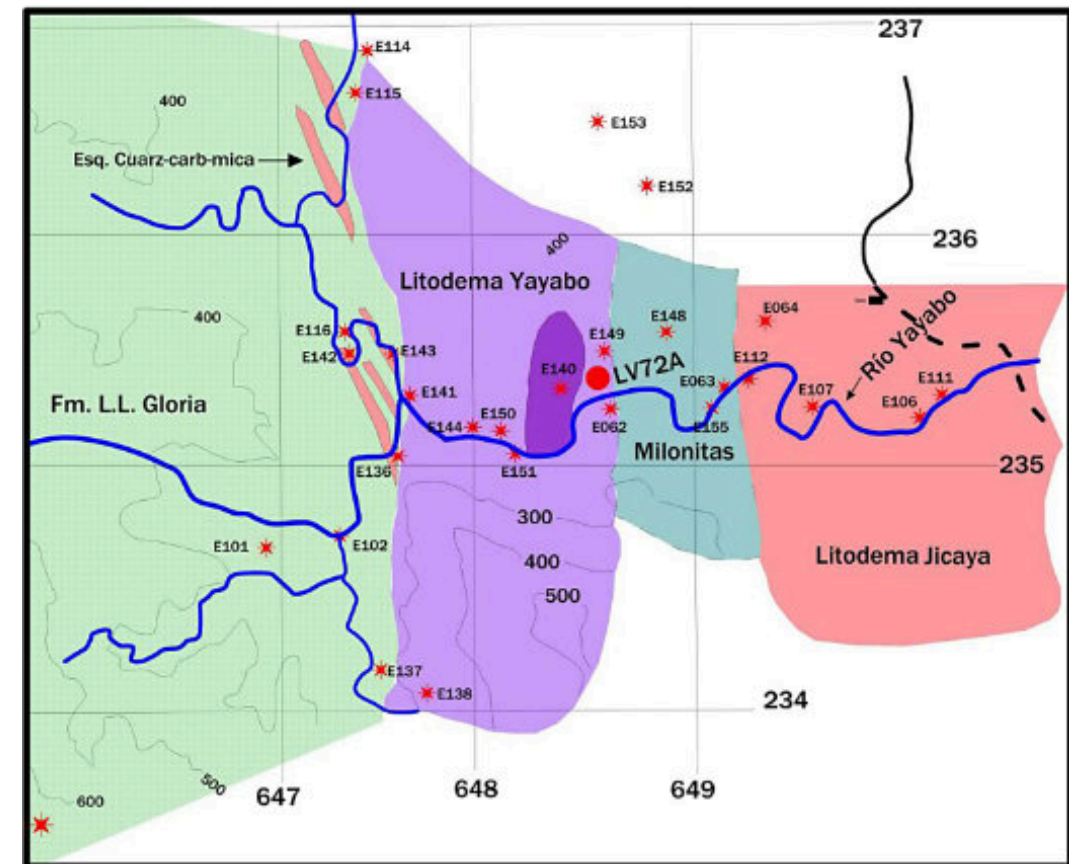 237
E114
E115
400
E153
Esq. Cuarz-carb-mica
E152
236
400
Litodema Yayabo
400
E064
E148
E116
E149
Río Yayabo
E142
E143
LV72A
E112
E140
E063
E111
E141
E107
Fm. L.L. Gloria
E106
E150
E144
E062
E155
Milonitas
E136
E151
235
300
E101
E102
Litodema Jicaya
400
500
E137
E138
234
500
647
648
649
600